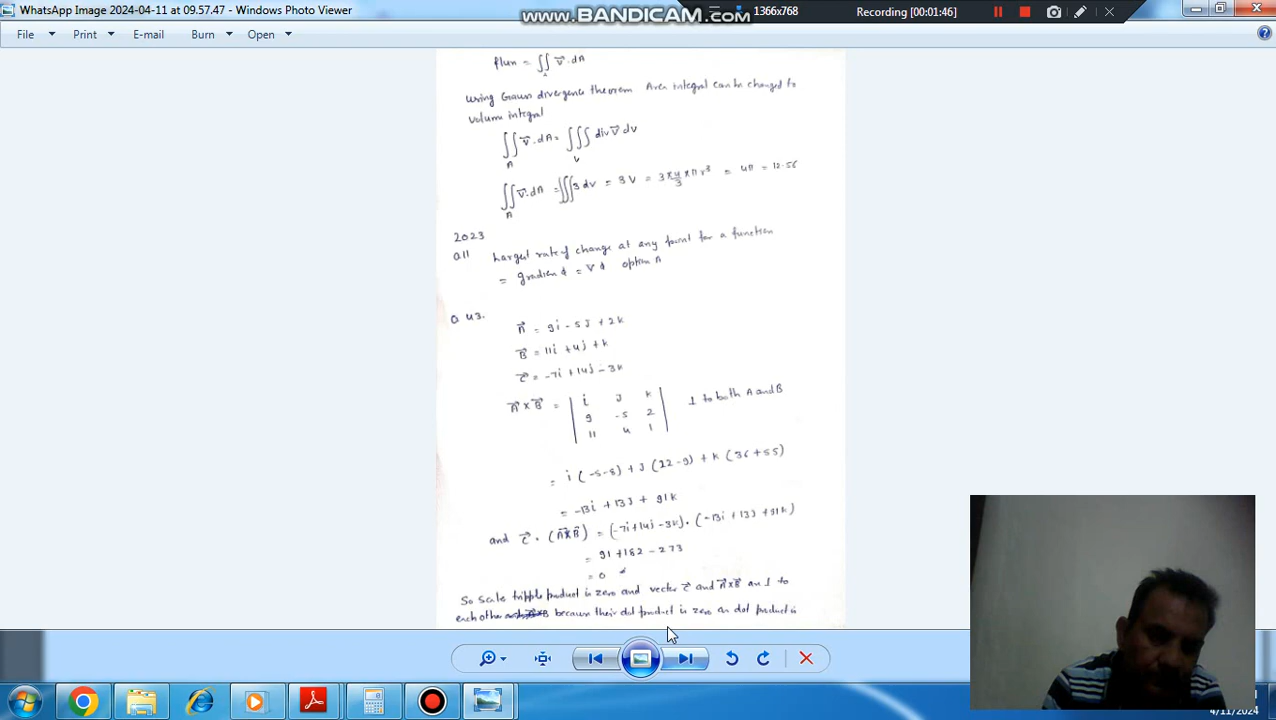 WhatsApp Image 2024-04-11 at 09.57.47 - Windows Photo Viewer
www.BANDICAM.com
1366x768
Recording [00:01:46]
File Print E-mail Burn Open
flux = ∬ V⃗.dA
A
using Gauss divergence theorem Area integral can be changed to
volume integral
∬ V⃗.dA = ∭ div V⃗ dv
A V
∬ V⃗.dA = ∭ 3 dv = 3V = 3 × 4/3 × π r³ = 4π = 12.56
A
2023
Q11 Largest rate of change at any point for a function
= gradien ϕ = ∇ϕ option A
Q 43.
A⃗ = 9i - 5j + 2k
B⃗ = 11i + 4j + k
C⃗ = -7i + 14j - 3k
A⃗ × B⃗ = | i j k | ⊥ to both A and B
9 -5 2
11 4 1
= i (-5-8) + j (22-9) + k (36+55)
= -13i + 13j + 91k
and C⃗ . (A⃗×B⃗) = (-7i+14j-3k). (-13i+13j+91k)
= 91 + 182 - 273
= 0
So scale tripple product is zero and vector C⃗ and A⃗×B⃗ are ⊥ to
each other because their dot product is zero as dot product is
4/11/2024